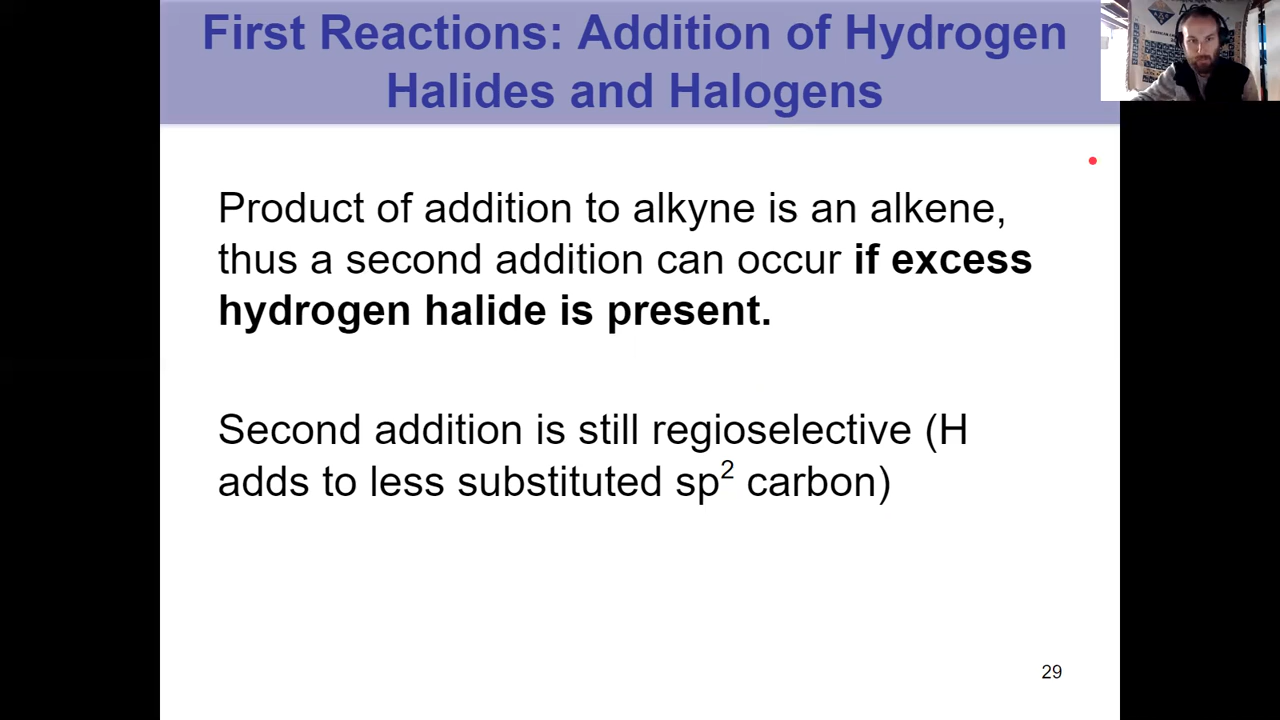 First Reactions: Addition of Hydrogen
Halides and Halogens
Product of addition to alkyne is an alkene,
thus a second addition can occur if excess
hydrogen halide is present.
Second addition is still regioselective (H
adds to less substituted sp² carbon)
29